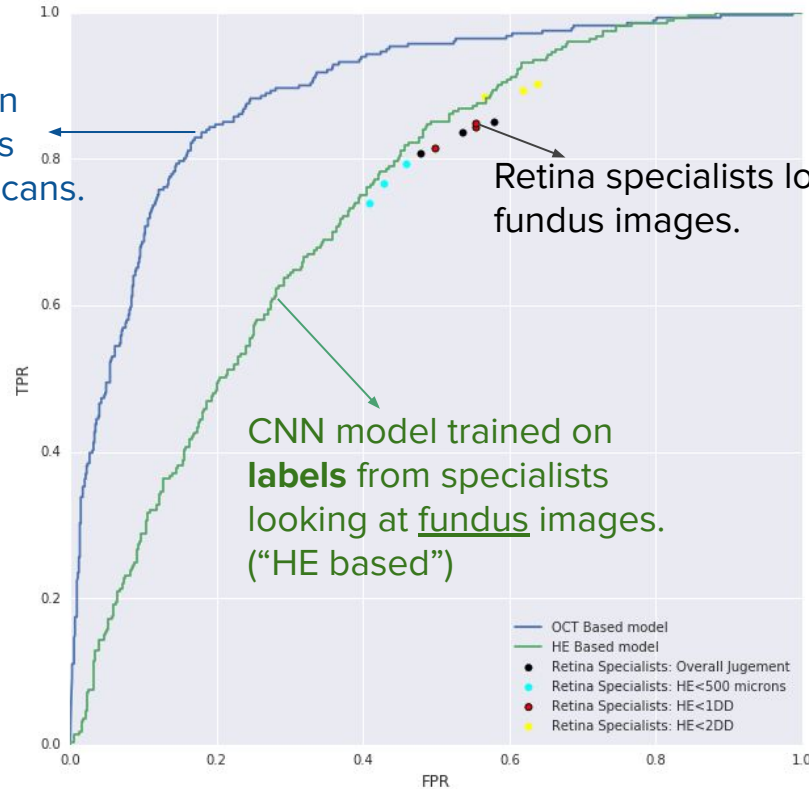 1.0
0.8
0.6
0.4
0.2
0.0
TPR
n
s
cans.
Retina specialists lo
fundus images.
CNN model trained on
labels from specialists
looking at fundus images.
(“HE based”)
OCT Based model
HE Based model
Retina Specialists: Overall Jugement
Retina Specialists: HE<500 microns
Retina Specialists: HE<1DD
Retina Specialists: HE<2DD
0.0 0.2 0.4 0.6 0.8 1.0
FPR